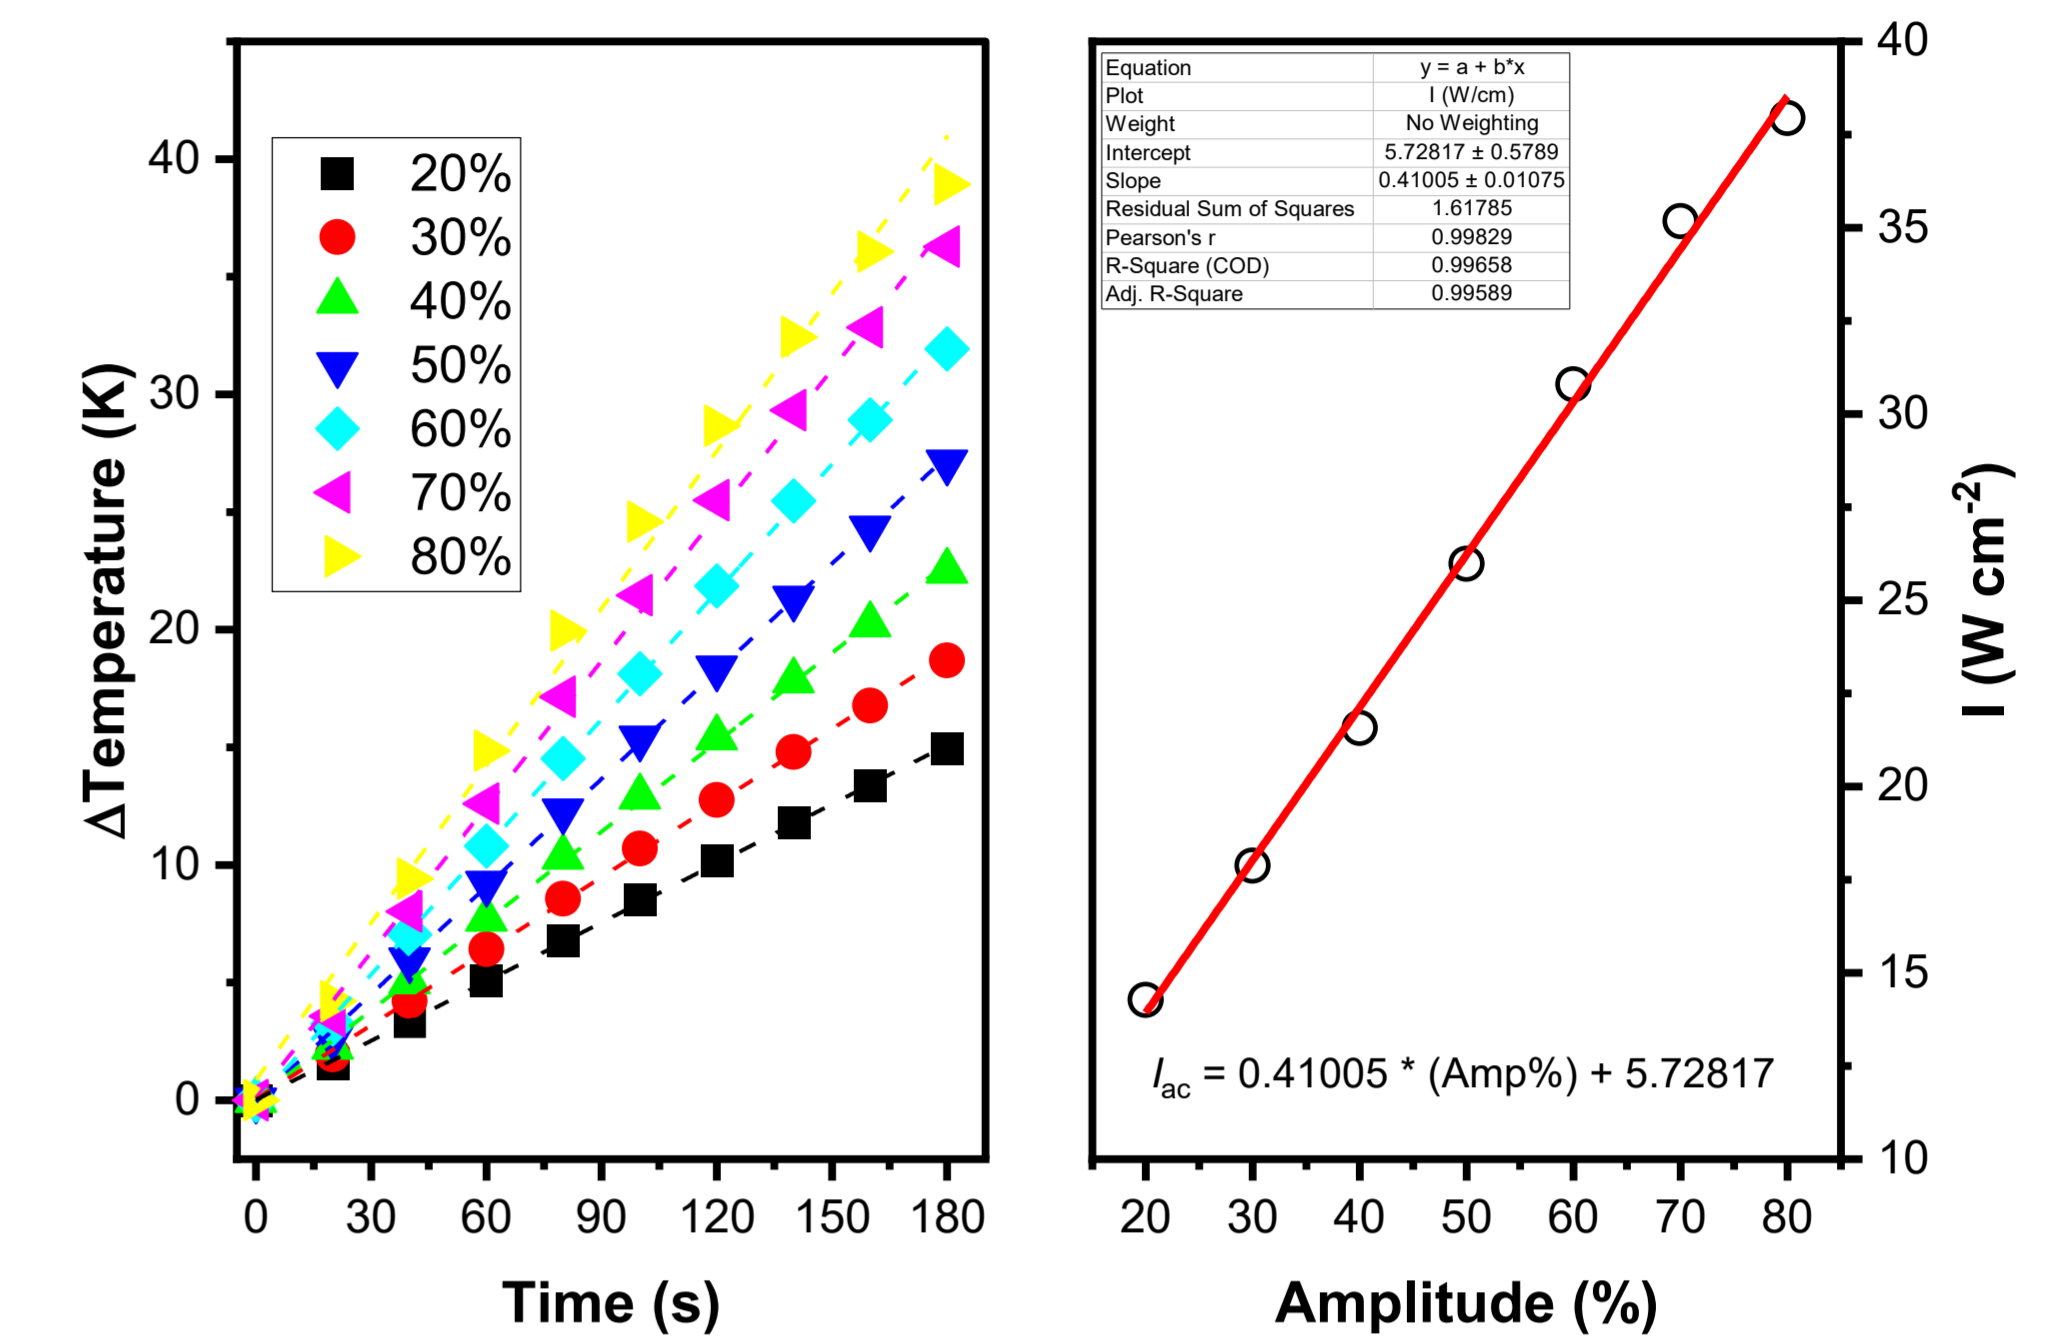 ΔTemperature (K)
40
30
20
10
0
20%
30%
40%
50%
60%
70%
80%
0 30 60 90 120 150 180
Time (s)
Equation y = a + b*x
Plot I (W/cm)
Weight No Weighting
Intercept 5.72817 ± 0.5789
Slope 0.41005 ± 0.01075
Residual Sum of Squares 1.61785
Pearson's r 0.99829
R-Square (COD) 0.99658
Adj. R-Square 0.99589
Iac = 0.41005 * (Amp%) + 5.72817
20 30 40 50 60 70 80
Amplitude (%)
40
35
30
25
20
15
10
I (W cm-2)